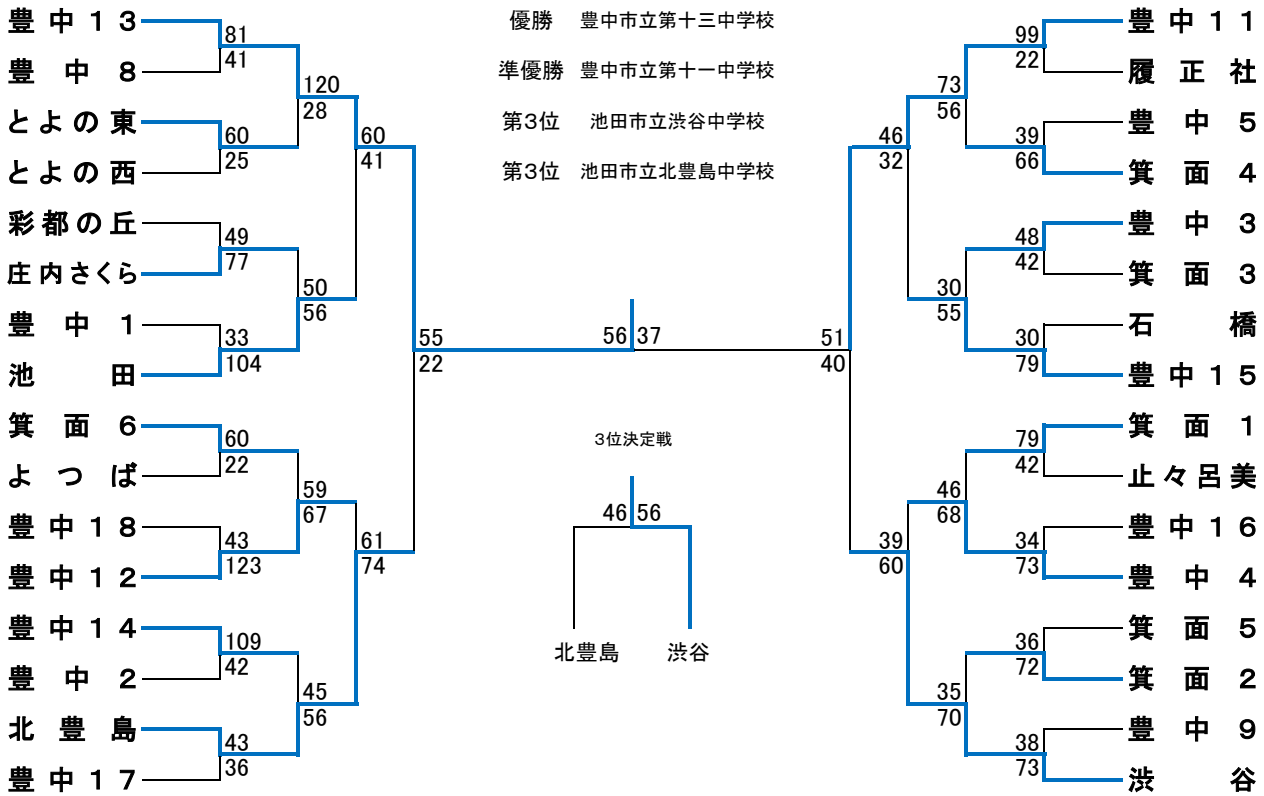 優勝 豊中市立第十三中学校
準優勝 豊中市立第十一中学校
第3位 池田市立渋谷中学校
第3位 池田市立北豊島中学校
豊中１３
81
41
豊中８
120
28
とよの東
60
25
とよの西
60
41
彩都の丘
49
77
庄内さくら
50
56
豊中１
33
104
池田
55
22
箕面６
60
22
よつば
59
67
豊中１８
43
123
豊中１２
61
74
豊中１４
109
42
豊中２
45
56
北豊島
43
36
豊中１７
56 37
3位決定戦
46 56
北豊島 渋谷
豊中１１
99
22
履正社
73
56
豊中５
39
66
箕面４
46
32
豊中３
48
42
箕面３
30
55
石橋
30
79
豊中１５
51
40
箕面１
79
42
止々呂美
46
68
豊中１６
34
73
豊中４
39
60
箕面５
36
72
箕面２
35
70
豊中９
38
73
渋谷